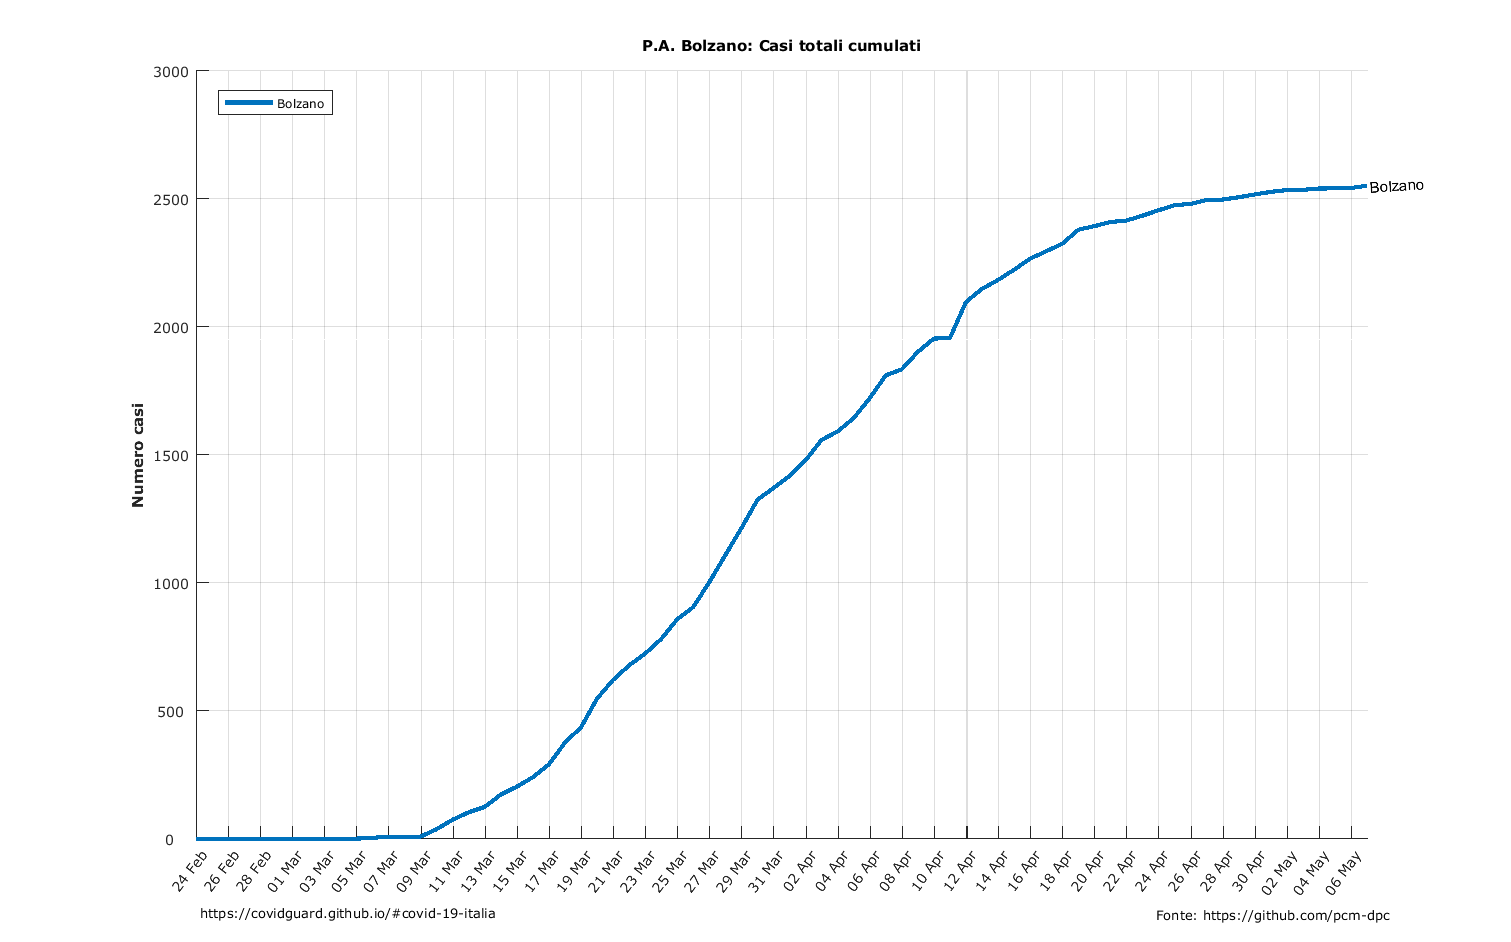 P.A. Bolzano: Casi totali cumulati
3000
Bolzano
2500
Bolzano
2000
Numero casi
1500
1000
500
0
24 Feb
26 Feb
28 Feb
01 Mar
03 Mar
05 Mar
07 Mar
09 Mar
11 Mar
13 Mar
15 Mar
17 Mar
19 Mar
21 Mar
23 Mar
25 Mar
27 Mar
29 Mar
31 Mar
02 Apr
04 Apr
06 Apr
08 Apr
10 Apr
12 Apr
14 Apr
16 Apr
18 Apr
20 Apr
22 Apr
24 Apr
26 Apr
28 Apr
30 Apr
02 May
04 May
06 May
https://covidguard.github.io/#covid-19-italia
Fonte: https://github.com/pcm-dpc